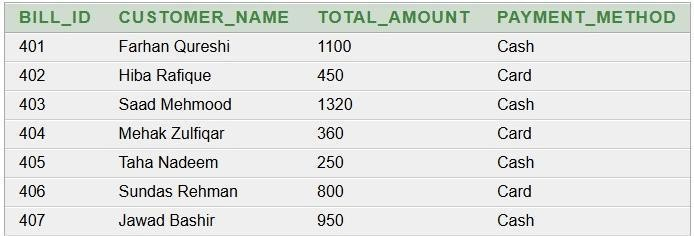 BILL_ID CUSTOMER_NAME TOTAL_AMOUNT PAYMENT_METHOD
401 Farhan Qureshi 1100 Cash
402 Hiba Rafique 450 Card
403 Saad Mehmood 1320 Cash
404 Mehak Zulfiqar 360 Card
405 Taha Nadeem 250 Cash
406 Sundas Rehman 800 Card
407 Jawad Bashir 950 Cash